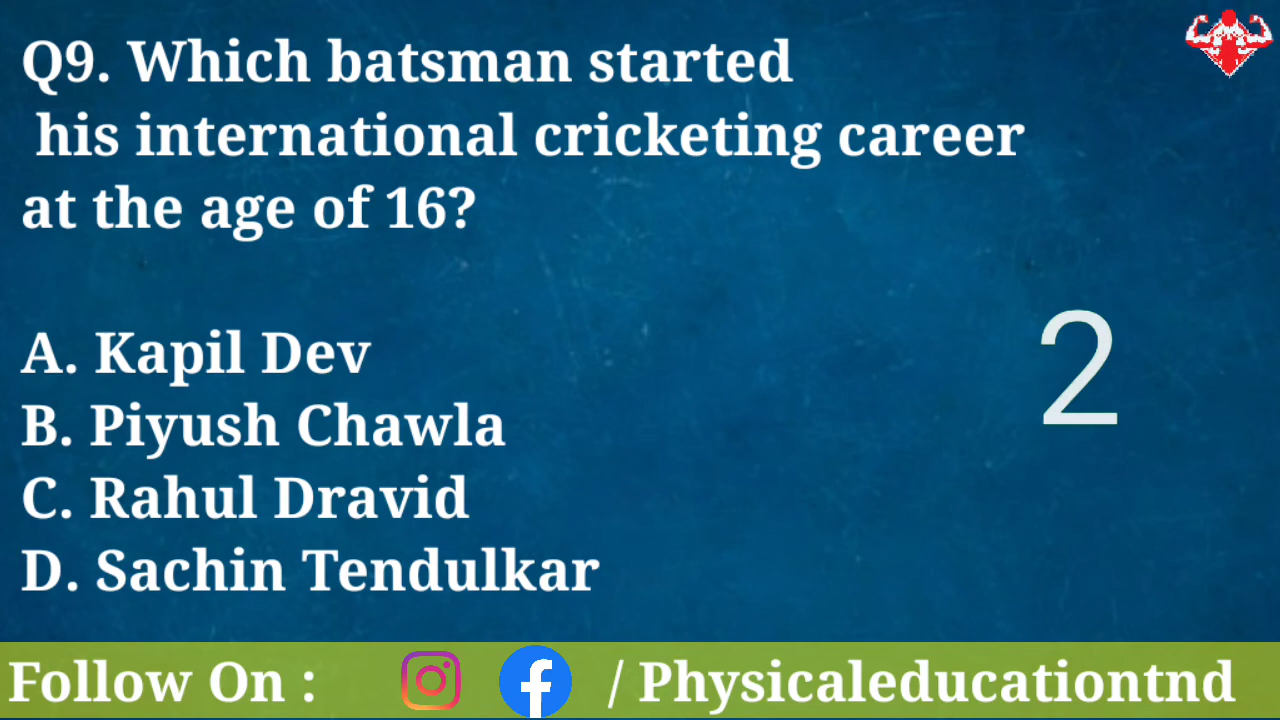 Q9. Which batsman started
his international cricketing career
at the age of 16?
A. Kapil Dev
B. Piyush Chawla
C. Rahul Dravid
D. Sachin Tendulkar
2
Follow On : / Physicaleducationtnd